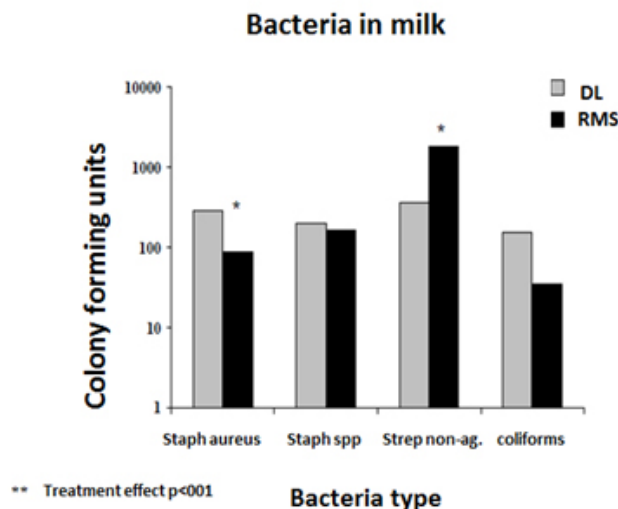 Bacteria in milk
10000
1000
100
10
1
Colony forming units
DL
RMS
*
*
Staph aureus Staph spp Strep non-ag. coliforms
** Treatment effect p<001
Bacteria type